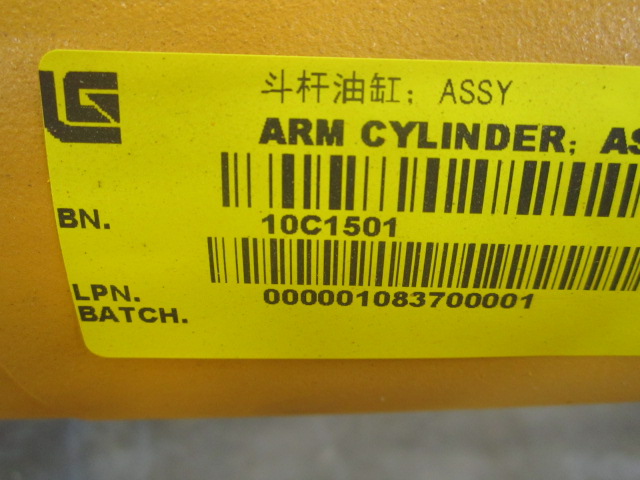 斗杆油缸；ASSY
ARM CYLINDER；AS
BN. 10C1501
LPN. 000001083700001
BATCH.